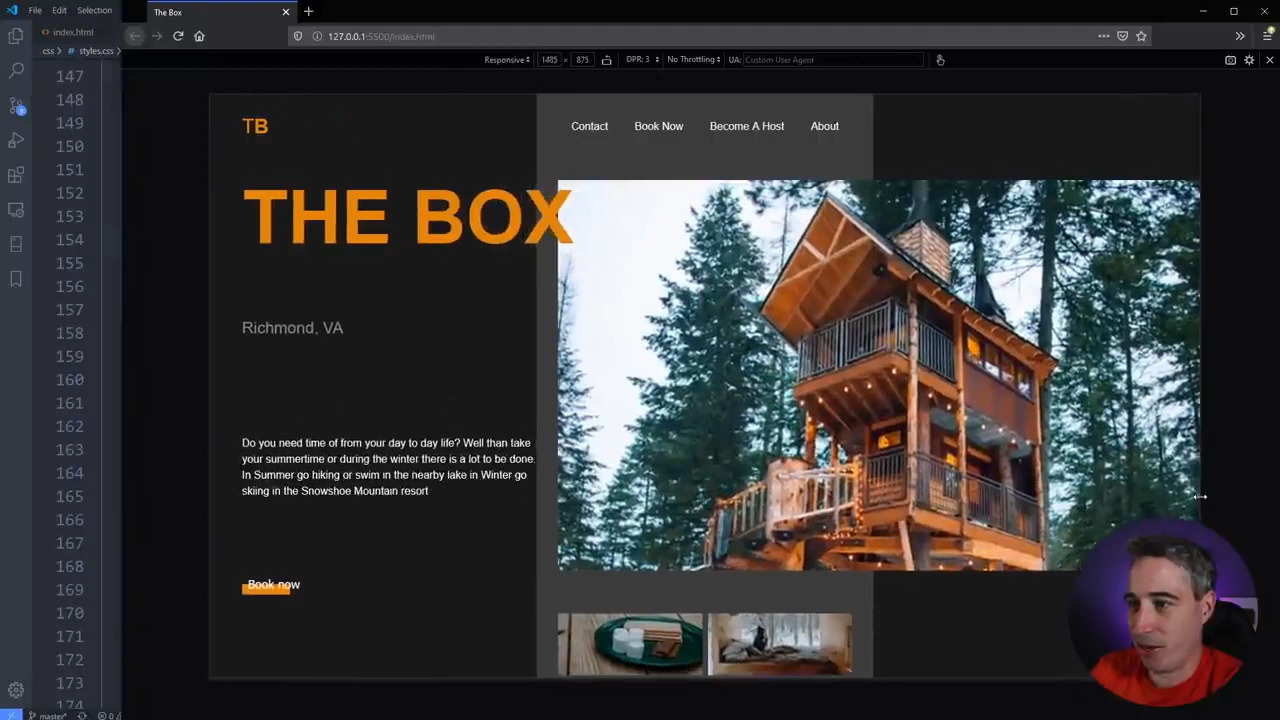 File Edit Selection
The Box
index.html
127.0.0.1:5500/index.html
css > # styles.css
Responsive 1485 × 875 DPR: 3 No Throttling UA: Custom User Agent
147
148
149
150
151
152
153
154
155
156
157
158
159
160
161
162
163
164
165
166
167
168
169
170
171
172
173
174
TB
Contact Book Now Become A Host About
THE BOX
Richmond, VA
Do you need time of from your day to day life? Well than take
your summertime or during the winter there is a lot to be done.
In Summer go hiking or swim in the nearby lake in Winter go
skiing in the Snowshoe Mountain resort
Book now
master* 0